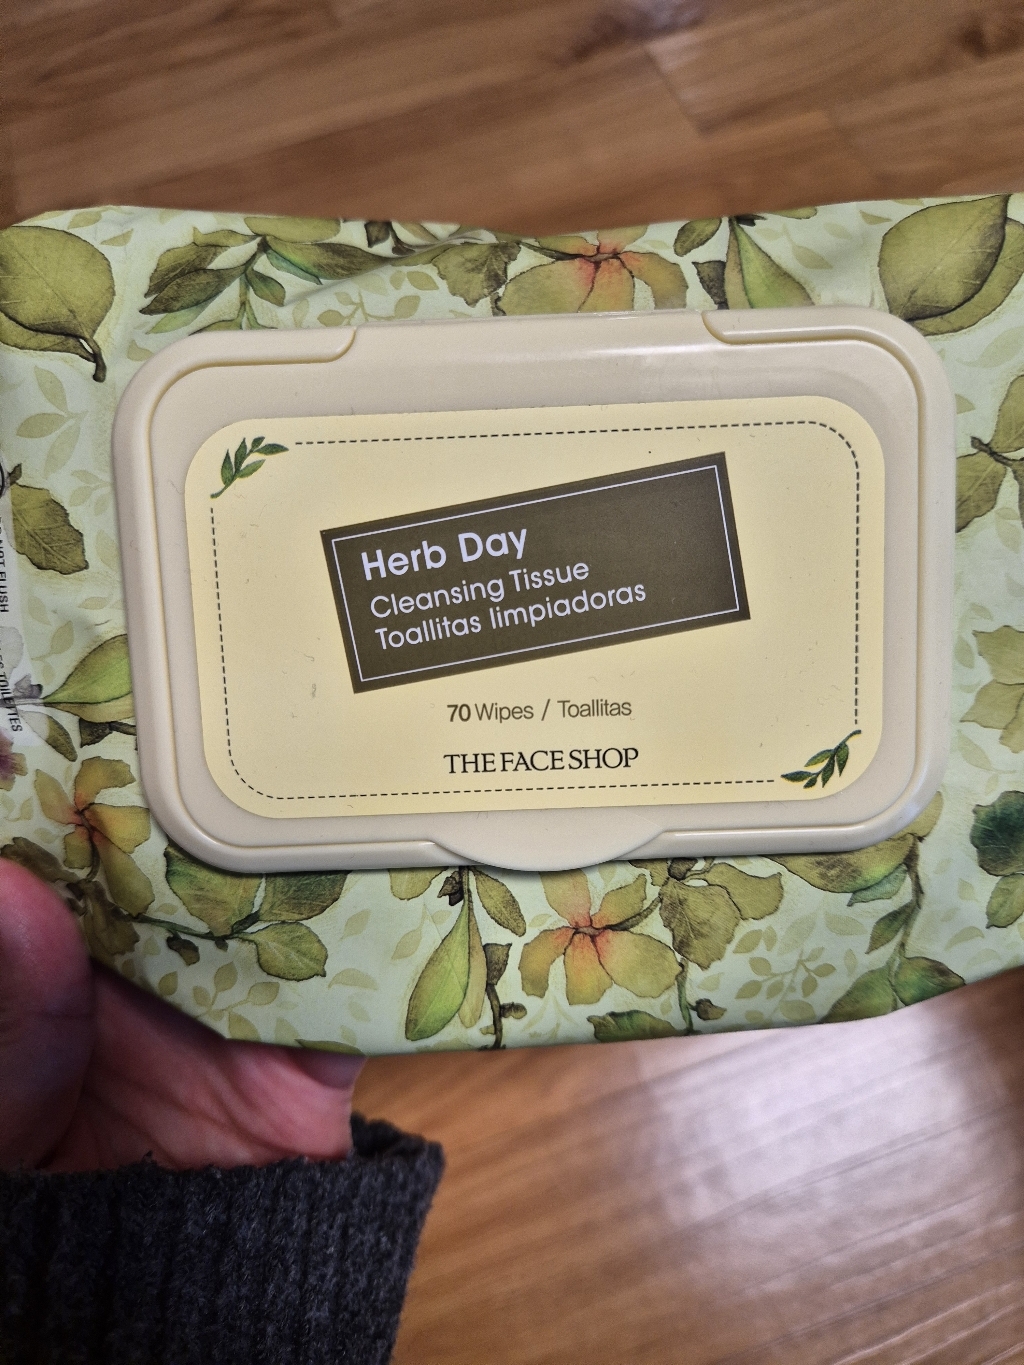 Herb Day
Cleansing Tissue
Toallitas limpiadoras
70 Wipes / Toallitas
THE FACE SHOP